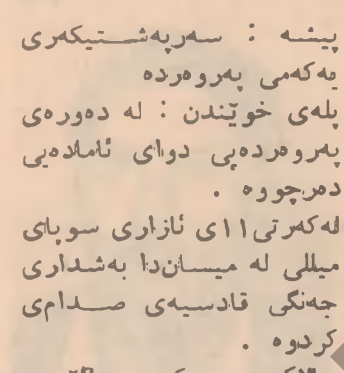 پیشە : سەرپەشتیکەری
یەکەمی پەروەردە
پلەی خوێندن : لە دەورەی
پەروەردەیی دوای ئامادەیی
دەرچووە .
لەکەرتی ١١ی ئازاری سوپای
میللی لە میساندا بەشداری
جەنگی قادسیەی صدامی
کردوە .